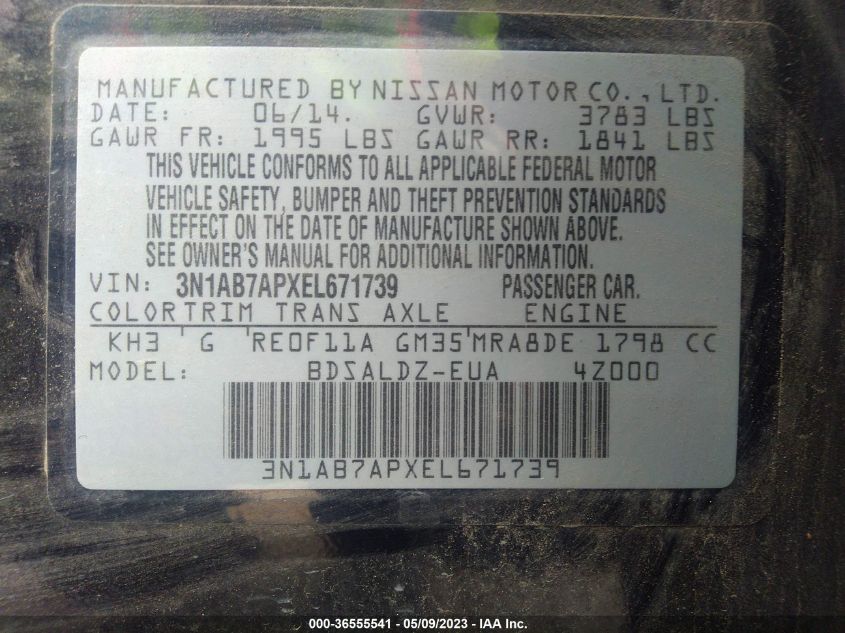 MANUFACTURED BY NISSAN MOTOR CO., LTD.
DATE: 06/14. GVWR: 3783 LBS
GAWR FR: 1995 LBS GAWR RR: 1841 LBS
THIS VEHICLE CONFORMS TO ALL APPLICABLE FEDERAL MOTOR
VEHICLE SAFETY, BUMPER AND THEFT PREVENTION STANDARDS
IN EFFECT ON THE DATE OF MANUFACTURE SHOWN ABOVE.
SEE OWNER'S MANUAL FOR ADDITIONAL INFORMATION.
VIN: 3N1AB7APXEL671739 PASSENGER CAR.
COLOR TRIM TRANS AXLE ENGINE
KH3 G RE0F11A GM35 MRA8DE 1798 CC
MODEL: BDSALDZ-EUA 4Z000
3N1AB7APXEL671739
000-36555541 - 05/09/2023 - IAA Inc.